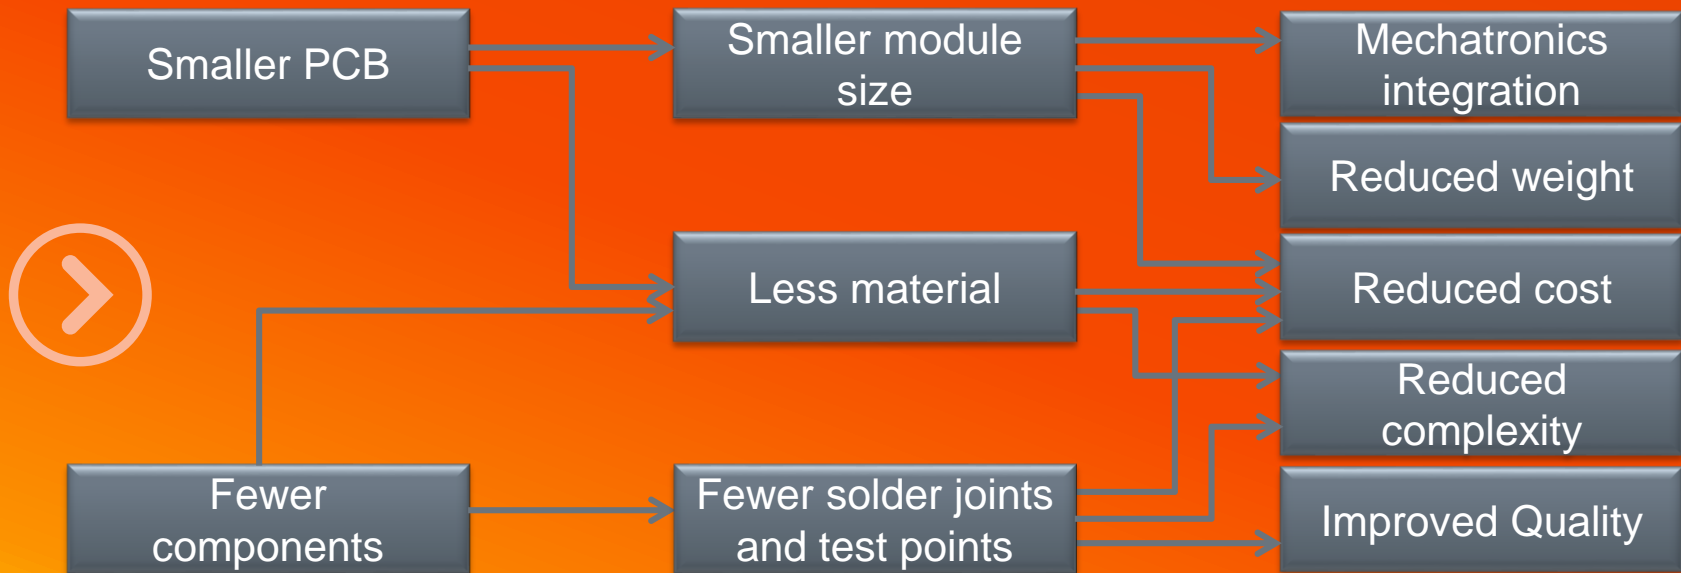 Smaller PCB
Smaller module
size
Mechatronics
integration
Reduced weight
Less material
Reduced cost
Reduced
complexity
Fewer
components
Fewer solder joints
and test points
Improved Quality